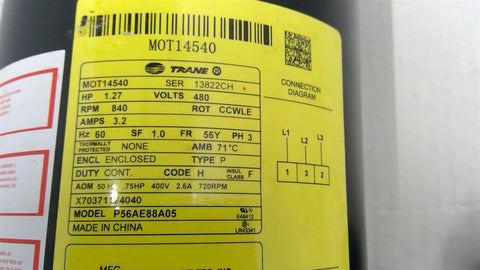 MOT14540
TRANE ®
MOT14540 SER 13822CH
HP 1.27 VOLTS 480
RPM 840 ROT CCWLE
AMPS 3.2
Hz 60 SF 1.0 FR 56Y PH 3
THERMALLY PROTECTED NONE AMB 71°C
ENCL ENCLOSED TYPE P
DUTY CONT. CODE H INSUL CLASS F
AOM 50 Hz .75HP 400V 2.6A 720RPM
MODEL P56AE88A05
E46412
MADE IN CHINA
LR43341
CONNECTION
DIAGRAM
L1 L2 L3
1 3 2